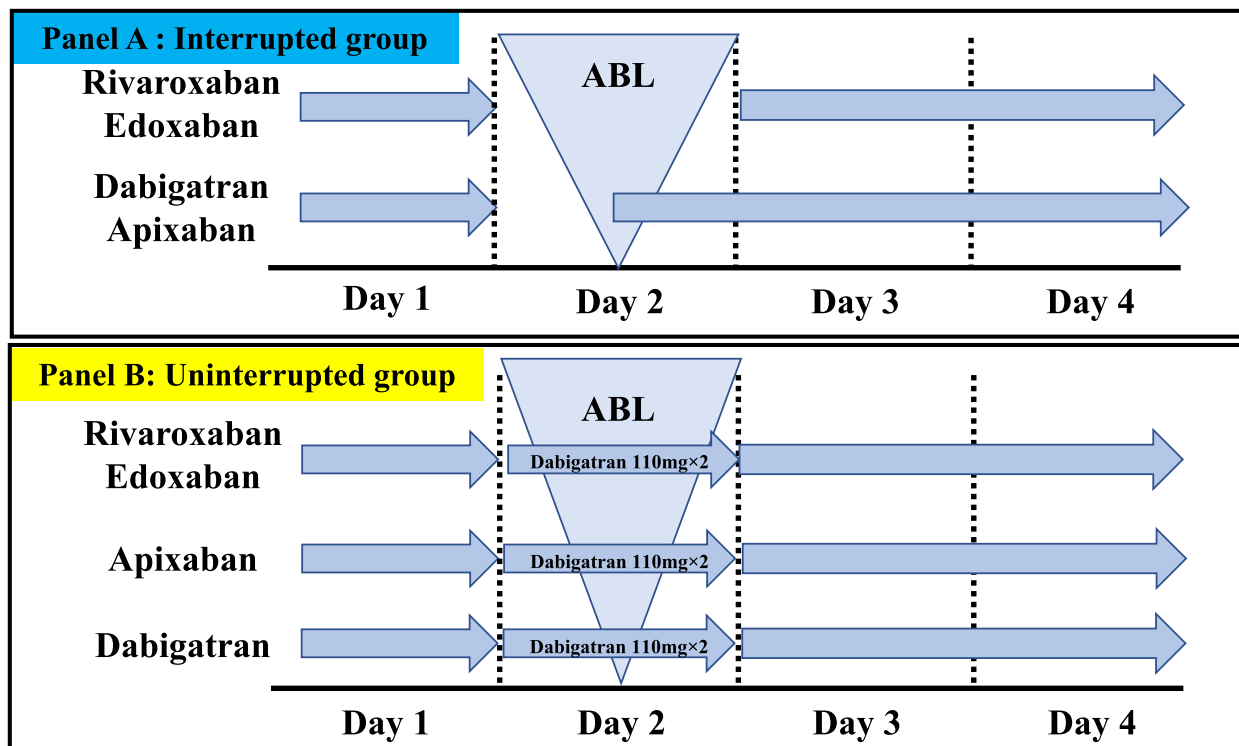 Panel A : Interrupted group
ABL
Rivaroxaban
Edoxaban
Dabigatran
Apixaban
Day 1
Day 2
Day 3
Day 4
Panel B: Uninterrupted group
ABL
Rivaroxaban
Edoxaban
Dabigatran 110mg×2
Apixaban
Dabigatran 110mg×2
Dabigatran
Dabigatran 110mg×2
Day 1
Day 2
Day 3
Day 4